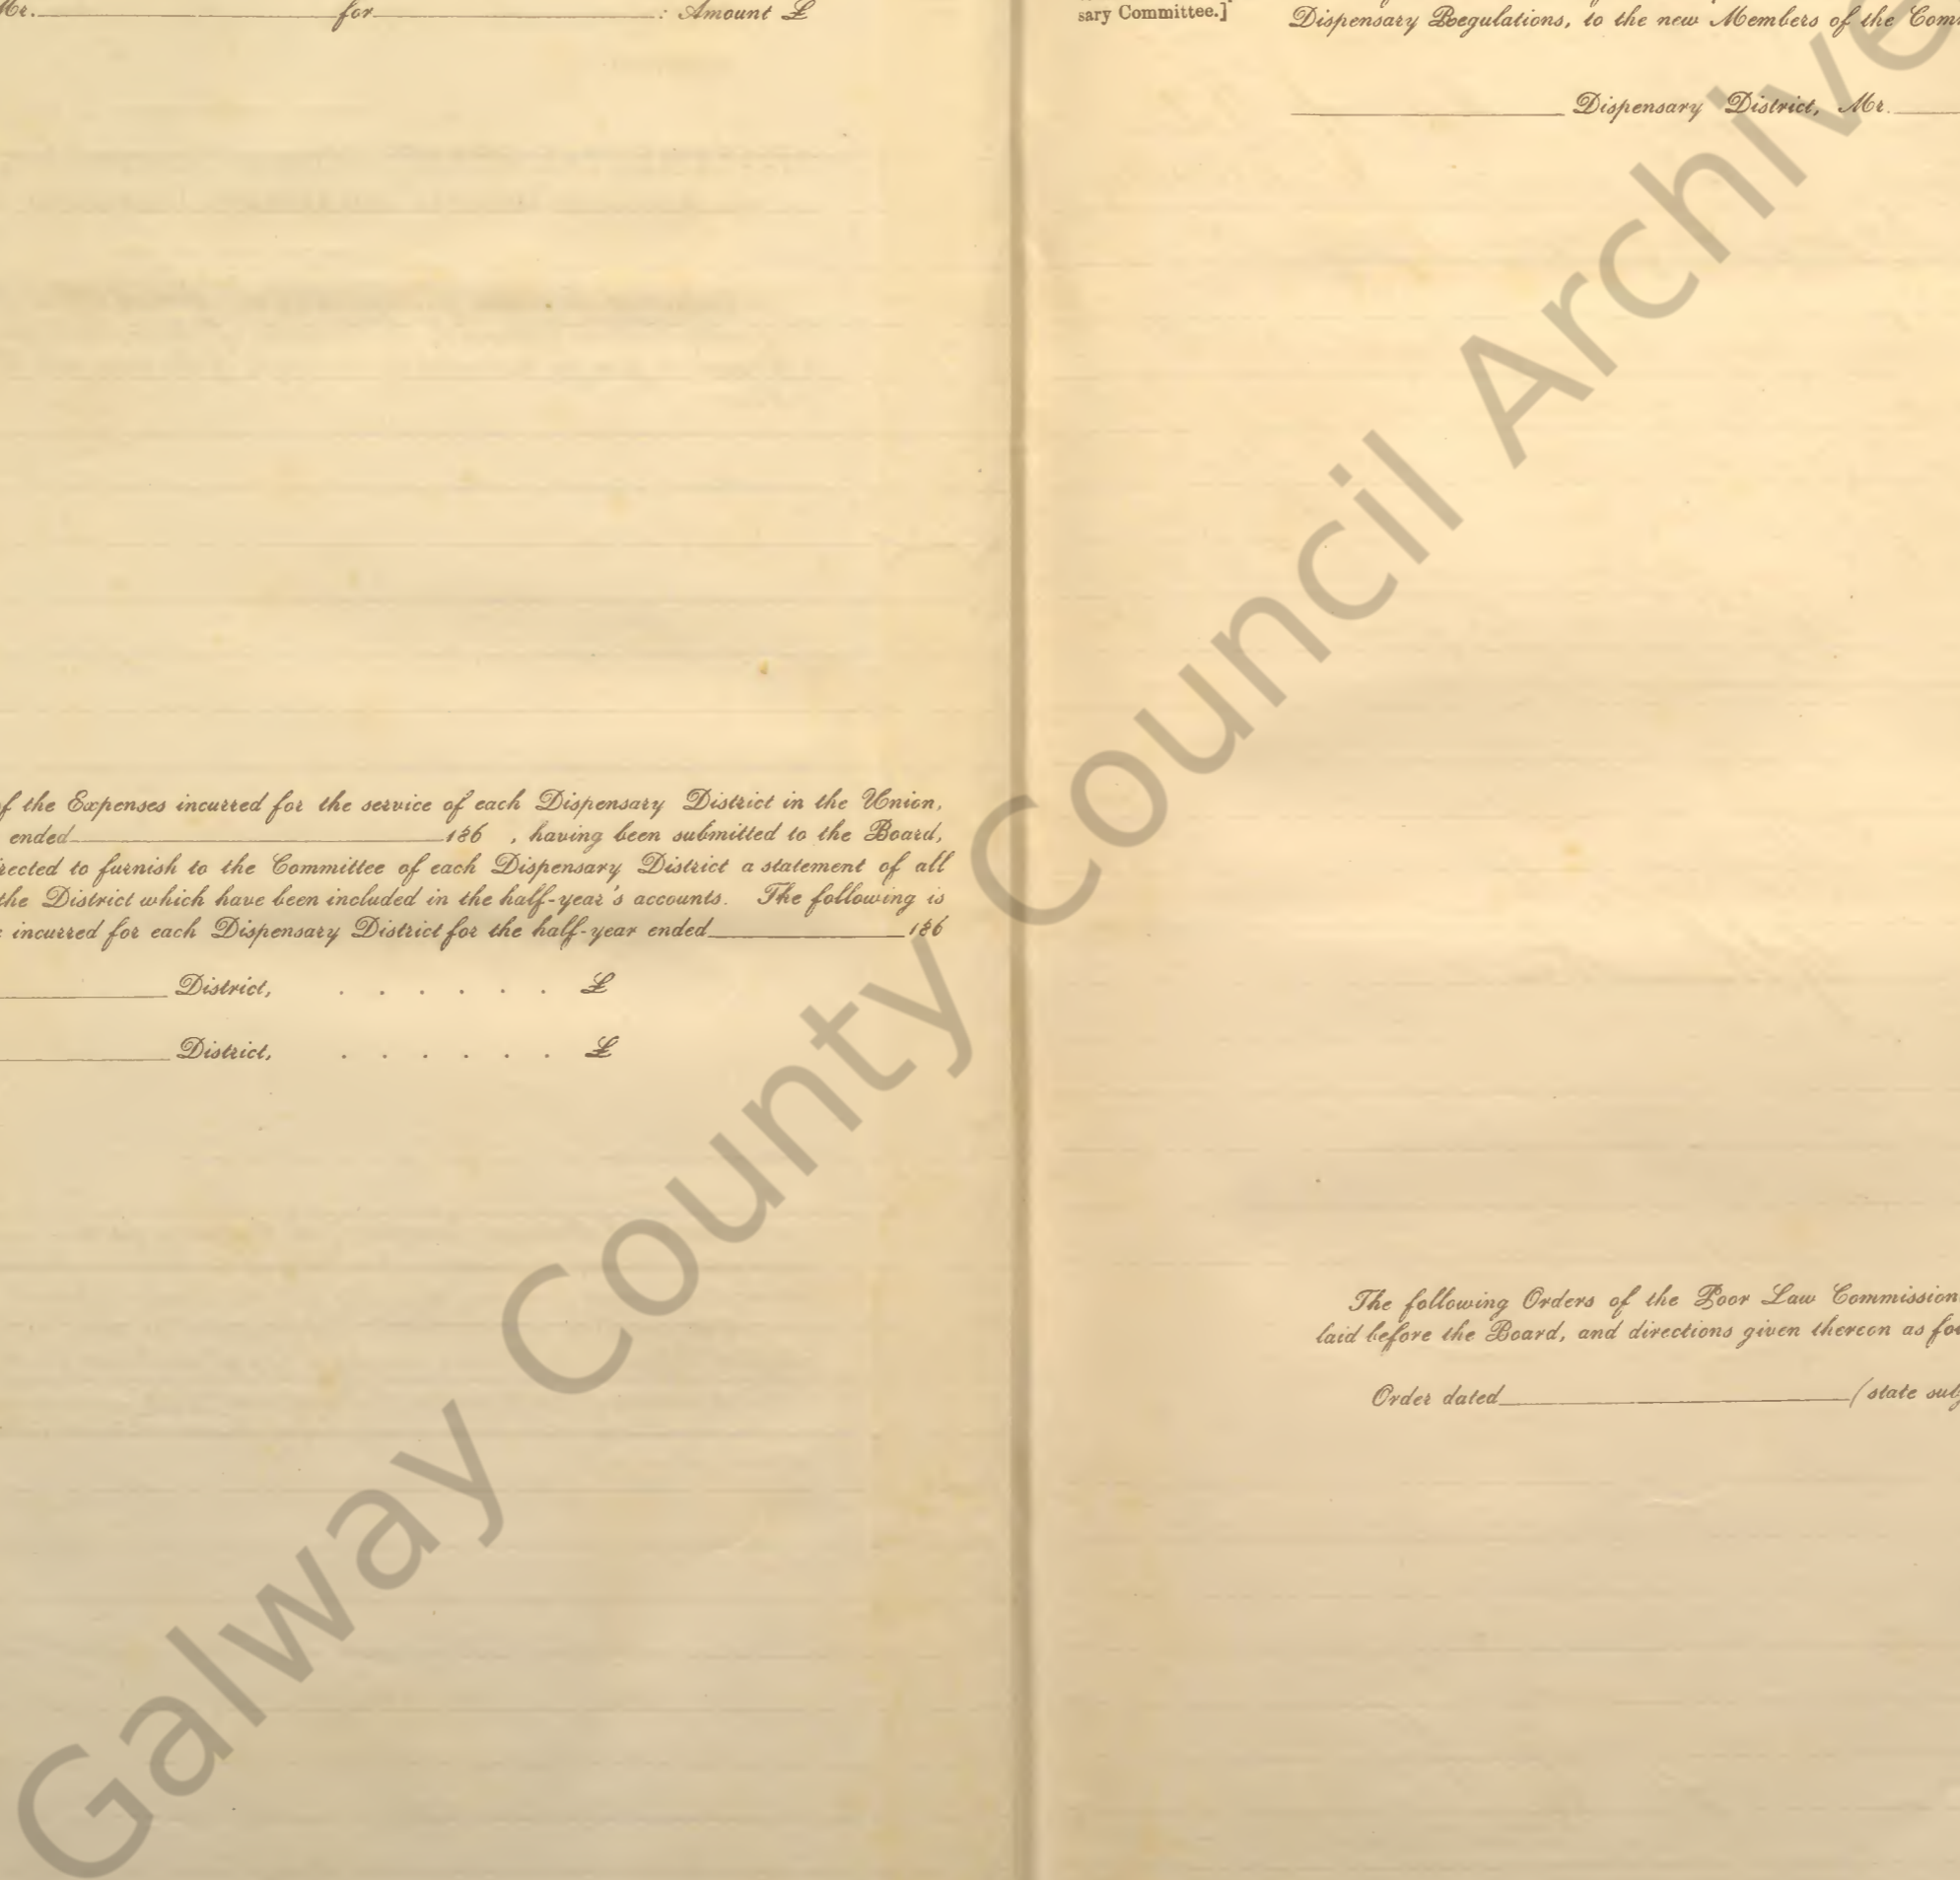 Mr. for : Amount £
of the Expenses incurred for the service of each Dispensary District in the Union,
ended 186 , having been submitted to the Board,
rected to furnish to the Committee of each Dispensary District a statement of all
the District which have been included in the half-year's accounts. The following is
incurred for each Dispensary District for the half-year ended 186
District, . . . . . . £
District, . . . . . . £
sary Committee.]
Dispensary Regulations, to the new Members of the Com
Dispensary District, Mr.
The following Orders of the Poor Law Commission
laid before the Board, and directions given thereon as fo
Order dated (state sub
Galway County Council Archive